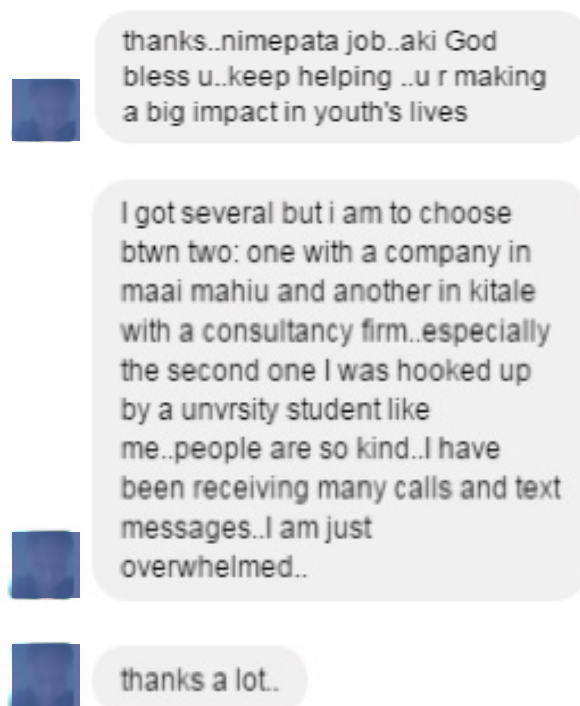 thanks..nimepata job..aki God
bless u..keep helping ..u r making
a big impact in youth's lives
I got several but i am to choose
btwn two: one with a company in
maai mahiu and another in kitale
with a consultancy firm..especially
the second one I was hooked up
by a unvrsity student like
me..people are so kind..I have
been receiving many calls and text
messages..I am just
overwhelmed..
thanks a lot..